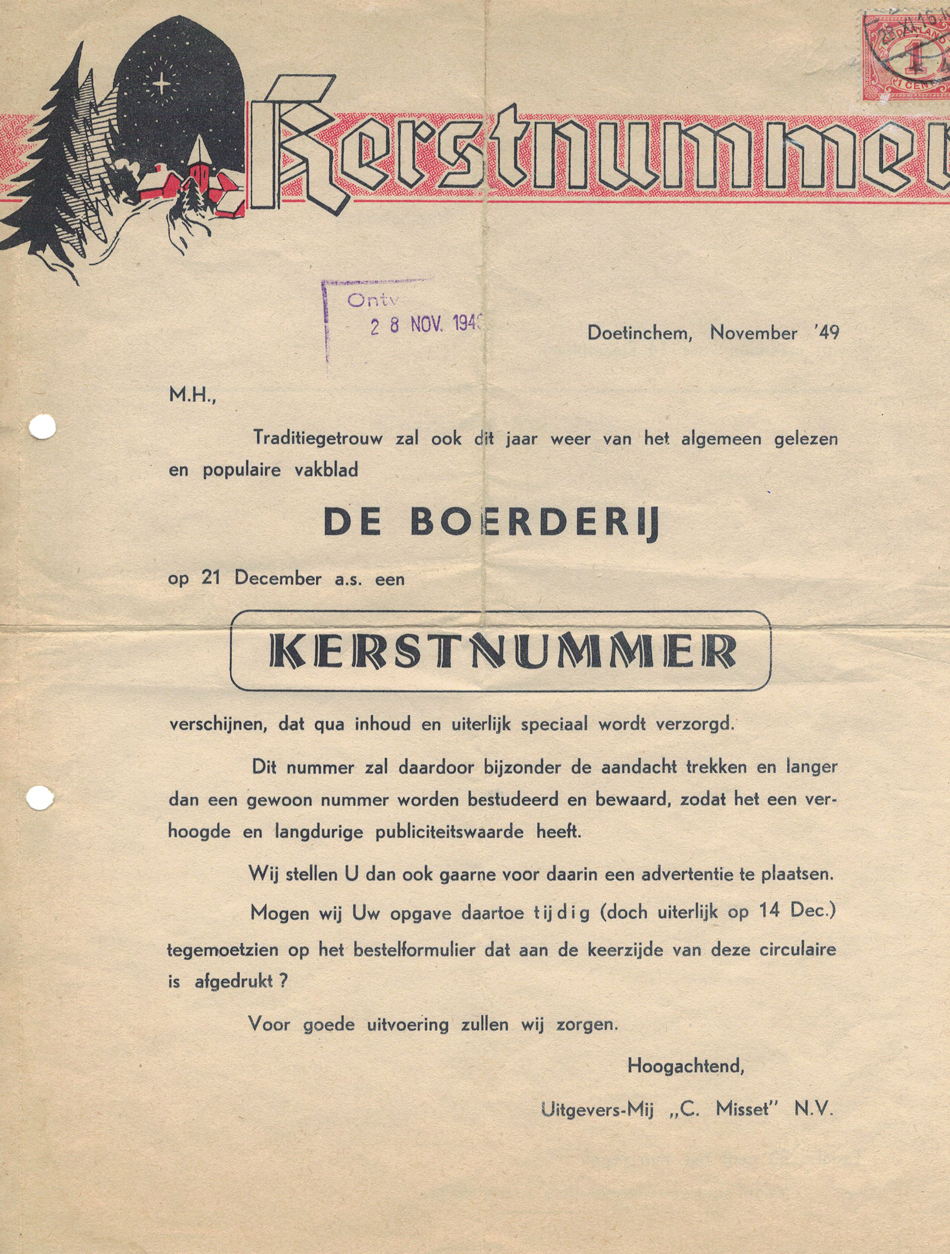 Kerstnummer
1
CENT
Ontv
28 NOV. 194
Doetinchem, November '49
M.H.,
Traditiegetrouw zal ook dit jaar weer van het algemeen gelezen
en populaire vakblad
DE BOERDERIJ
op 21 December a.s. een
KERSTNUMMER
verschijnen, dat qua inhoud en uiterlijk speciaal wordt verzorgd.
Dit nummer zal daardoor bijzonder de aandacht trekken en langer
dan een gewoon nummer worden bestudeerd en bewaard, zodat het een ver-
hoogde en langdurige publiciteitswaarde heeft.
Wij stellen U dan ook gaarne voor daarin een advertentie te plaatsen.
Mogen wij Uw opgave daartoe tijdig (doch uiterlijk op 14 Dec.)
tegemoetzien op het bestelformulier dat aan de keerzijde van deze circulaire
is afgedrukt ?
Voor goede uitvoering zullen wij zorgen.
Hoogachtend,
Uitgevers-Mij „C. Misset" N.V.